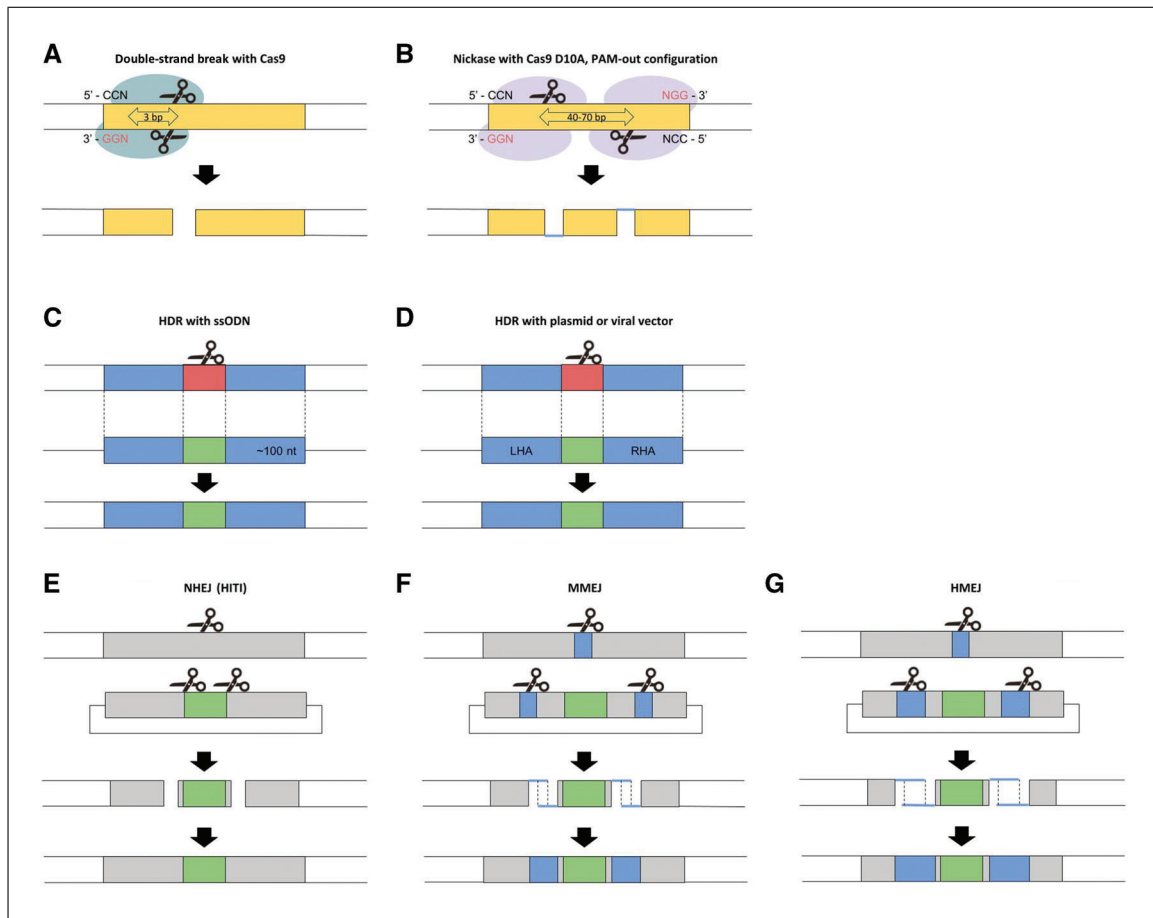 A
Double-strand break with Cas9
5' - CCN
3 bp
3' - GGN
B
Nickase with Cas9 D10A, PAM-out configuration
5' - CCN
NGG - 3'
40-70 bp
3' - GGN
NCC - 5'
C
HDR with ssODN
~100 nt
D
HDR with plasmid or viral vector
LHA
RHA
E
NHEJ (HITI)
F
MMEJ
G
HMEJ